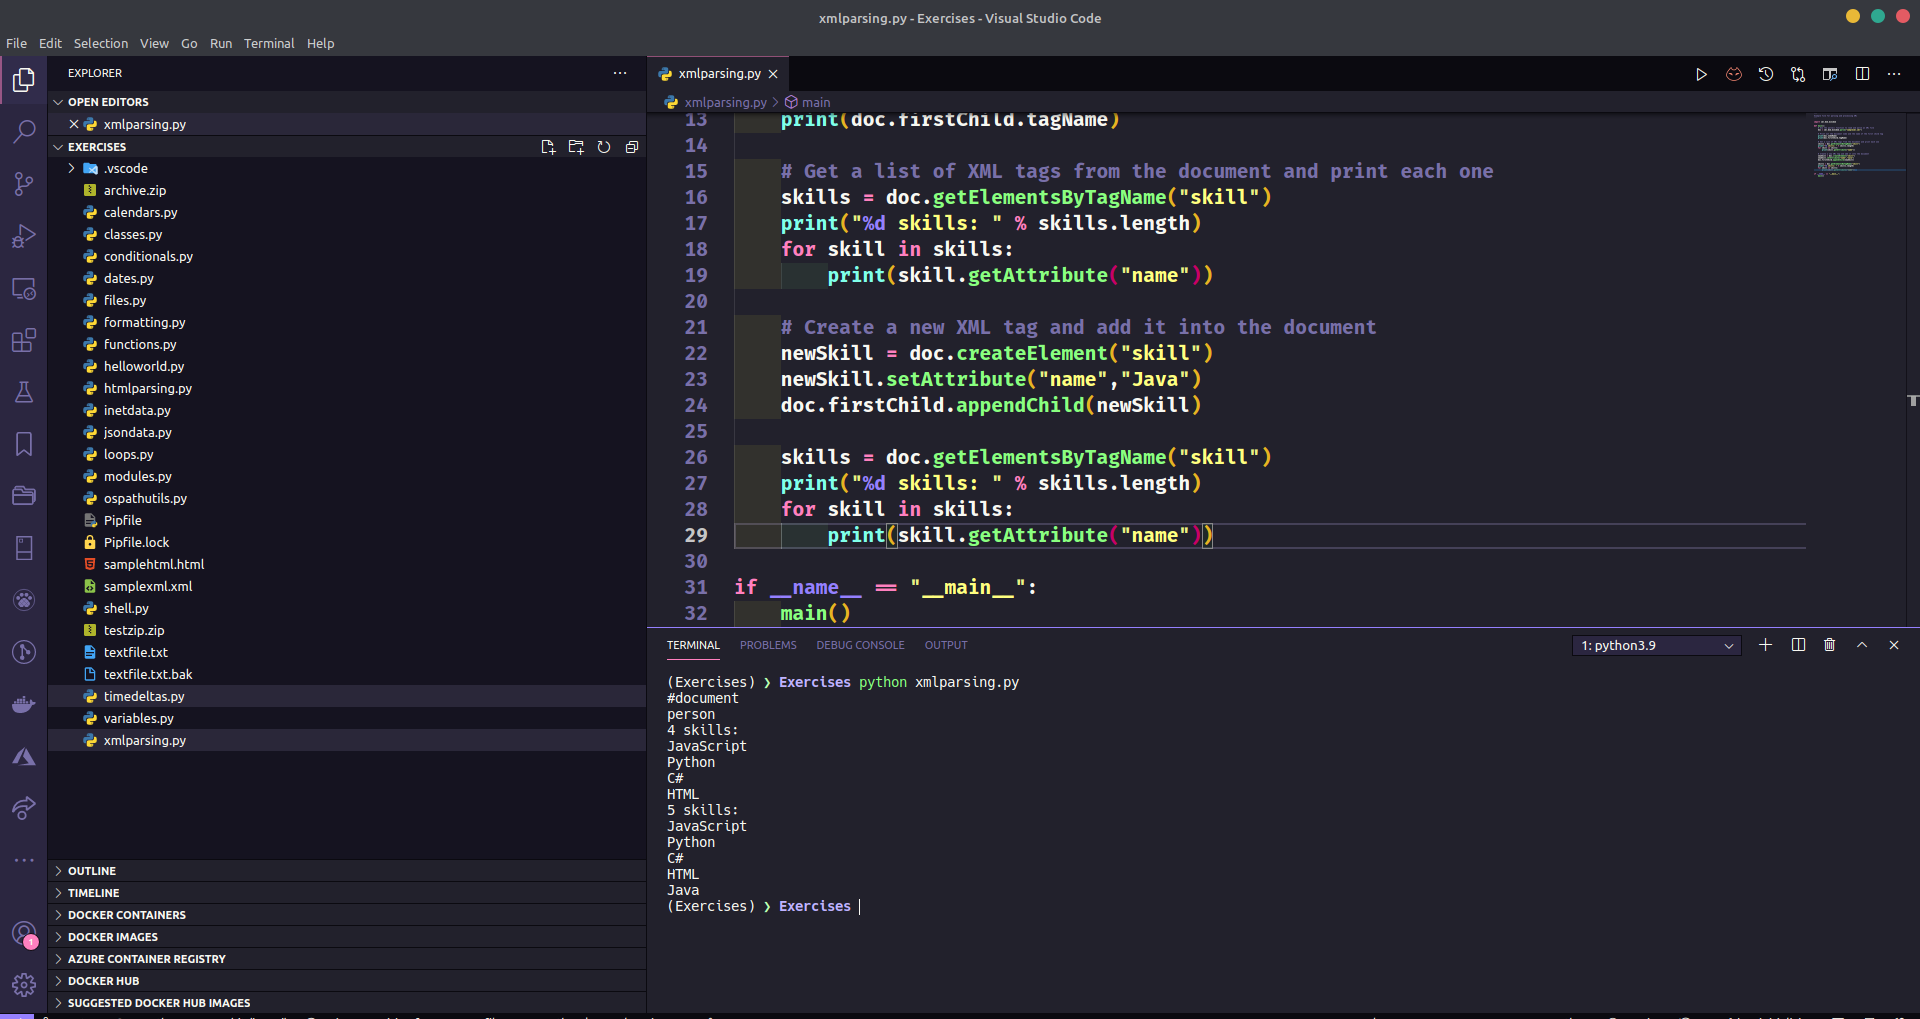 xmlparsing.py - Exercises - Visual Studio Code
File Edit Selection View Go Run Terminal Help
EXPLORER
OPEN EDITORS
xmlparsing.py
EXERCISES
.vscode
archive.zip
calendars.py
classes.py
conditionals.py
dates.py
files.py
formatting.py
functions.py
helloworld.py
htmlparsing.py
inetdata.py
jsondata.py
loops.py
modules.py
ospathutils.py
Pipfile
Pipfile.lock
samplehtml.html
samplexml.xml
shell.py
testzip.zip
textfile.txt
textfile.txt.bak
timedeltas.py
variables.py
xmlparsing.py
OUTLINE
TIMELINE
DOCKER CONTAINERS
DOCKER IMAGES
AZURE CONTAINER REGISTRY
DOCKER HUB
SUGGESTED DOCKER HUB IMAGES
1
xmlparsing.py
xmlparsing.py > main
13 print(doc.firstChild.tagName)
14
15 # Get a list of XML tags from the document and print each one
16 skills = doc.getElementsByTagName("skill")
17 print("%d skills: " % skills.length)
18 for skill in skills:
19 print(skill.getAttribute("name"))
20
21 # Create a new XML tag and add it into the document
22 newSkill = doc.createElement("skill")
23 newSkill.setAttribute("name","Java")
24 doc.firstChild.appendChild(newSkill)
25
26 skills = doc.getElementsByTagName("skill")
27 print("%d skills: " % skills.length)
28 for skill in skills:
29 print(skill.getAttribute("name"))
30
31 if __name__ == "__main__":
32 main()
TERMINAL PROBLEMS DEBUG CONSOLE OUTPUT
1: python3.9
(Exercises) ❯ Exercises python xmlparsing.py
#document
person
4 skills:
JavaScript
Python
C#
HTML
5 skills:
JavaScript
Python
C#
HTML
Java
(Exercises) ❯ Exercises